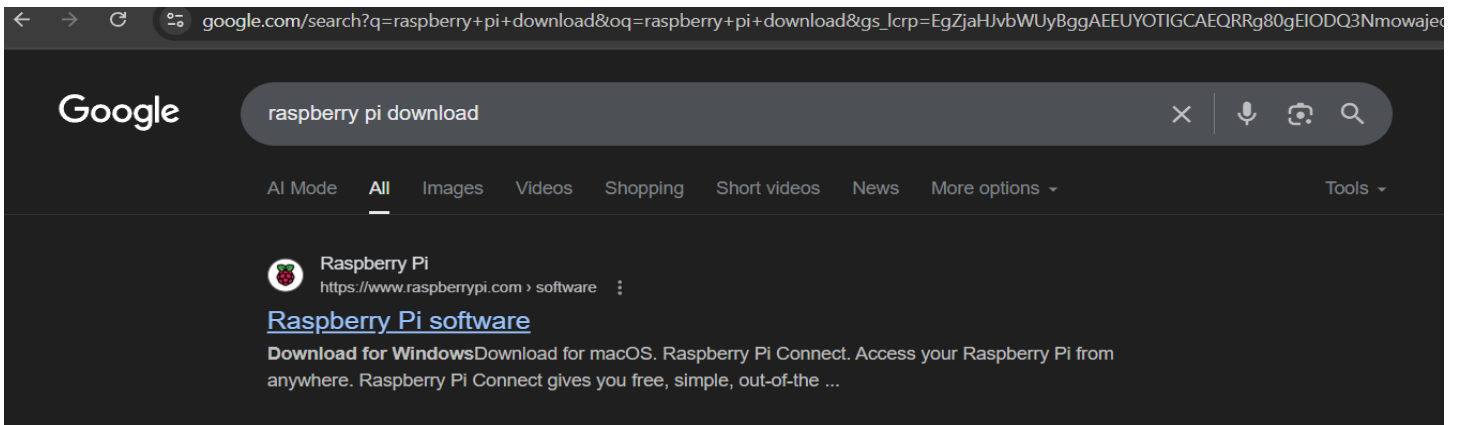 google.com/search?q=raspberry+pi+download&oq=raspberry+pi+download&gs_lcrp=EgZjaHJvbWUyBggAEEUYOTIGCAEQRRg80gEIODQ3Nmowajec
Google raspberry pi download
AI Mode All Images Videos Shopping Short videos News More options Tools
Raspberry Pi
https://www.raspberrypi.com › software
Raspberry Pi software
Download for WindowsDownload for macOS. Raspberry Pi Connect. Access your Raspberry Pi from
anywhere. Raspberry Pi Connect gives you free, simple, out-of-the ...